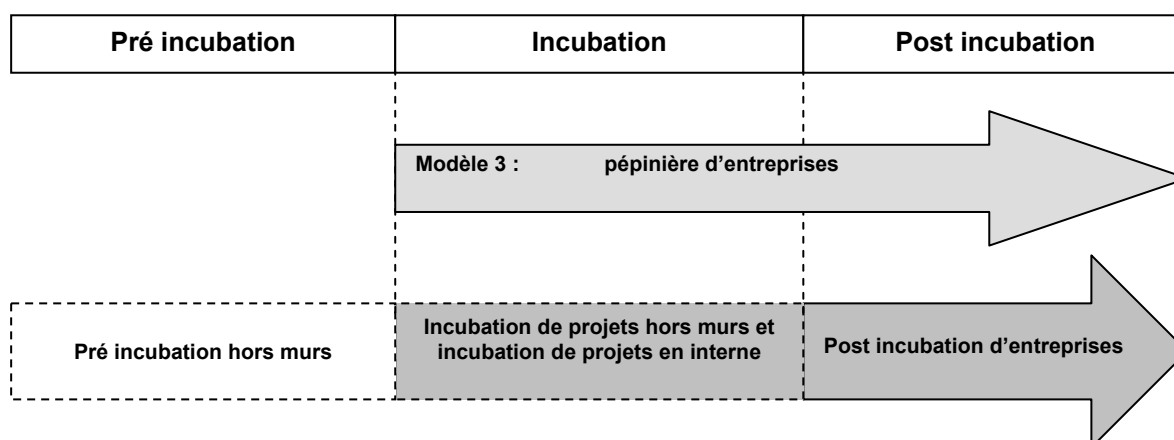 Pré incubation
Incubation
Post incubation
Modèle 3 : pépinière d’entreprises
Pré incubation hors murs
Incubation de projets hors murs et
incubation de projets en interne
Post incubation d’entreprises